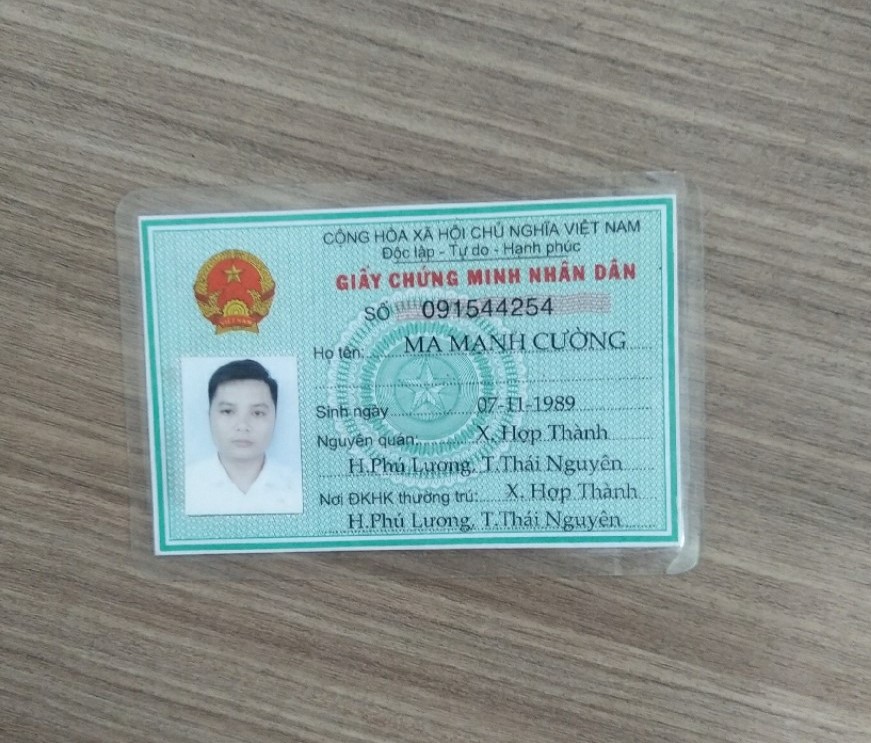 CỘNG HÒA XÃ HỘI CHỦ NGHĨA VIỆT NAM
Độc lập - Tự do - Hạnh phúc
GIẤY CHỨNG MINH NHÂN DÂN
SỐ 091544254
Họ tên: MA MẠNH CƯỜNG
Sinh ngày 07-11-1989
Nguyên quán: X. Hợp Thành
H.Phú Lương, T.Thái Nguyên
Nơi ĐKHK thường trú: X. Hợp Thành
H.Phú Lương, T.Thái Nguyên
VIỆT NAM